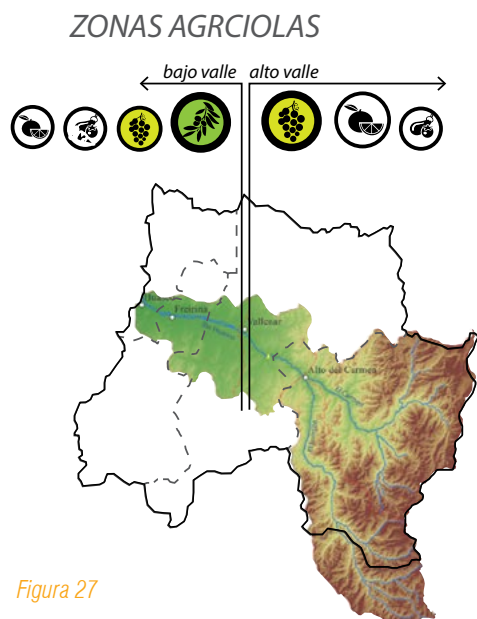 ZONAS AGRCIOLAS
bajo valle
alto valle
Freirina
Vallenar
Alto del Carmen
Figura 27